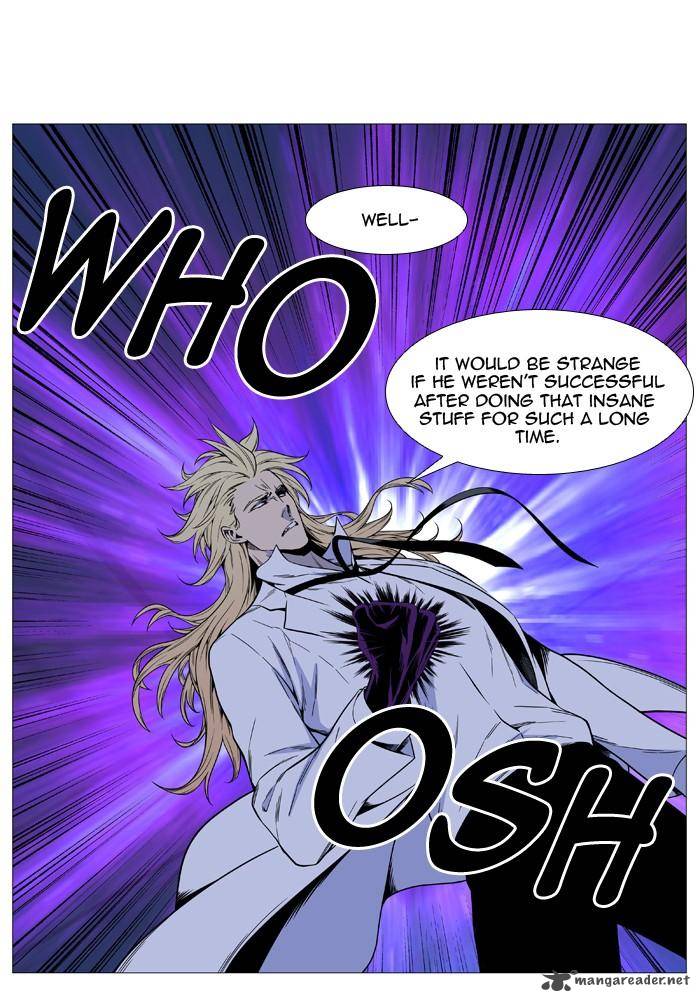 WELL-
WHO
IT WOULD BE STRANGE
IF HE WEREN'T SUCCESSFUL
AFTER DOING THAT INSANE
STUFF FOR SUCH A LONG
TIME.
OSH
mangareader.net